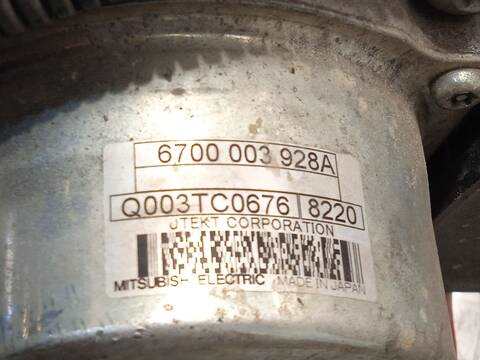 6700 003 928A
Q003TC0676 8220
JTEKT CORPORATION
MITSUBISHI ELECTRIC MADE IN JAPAN